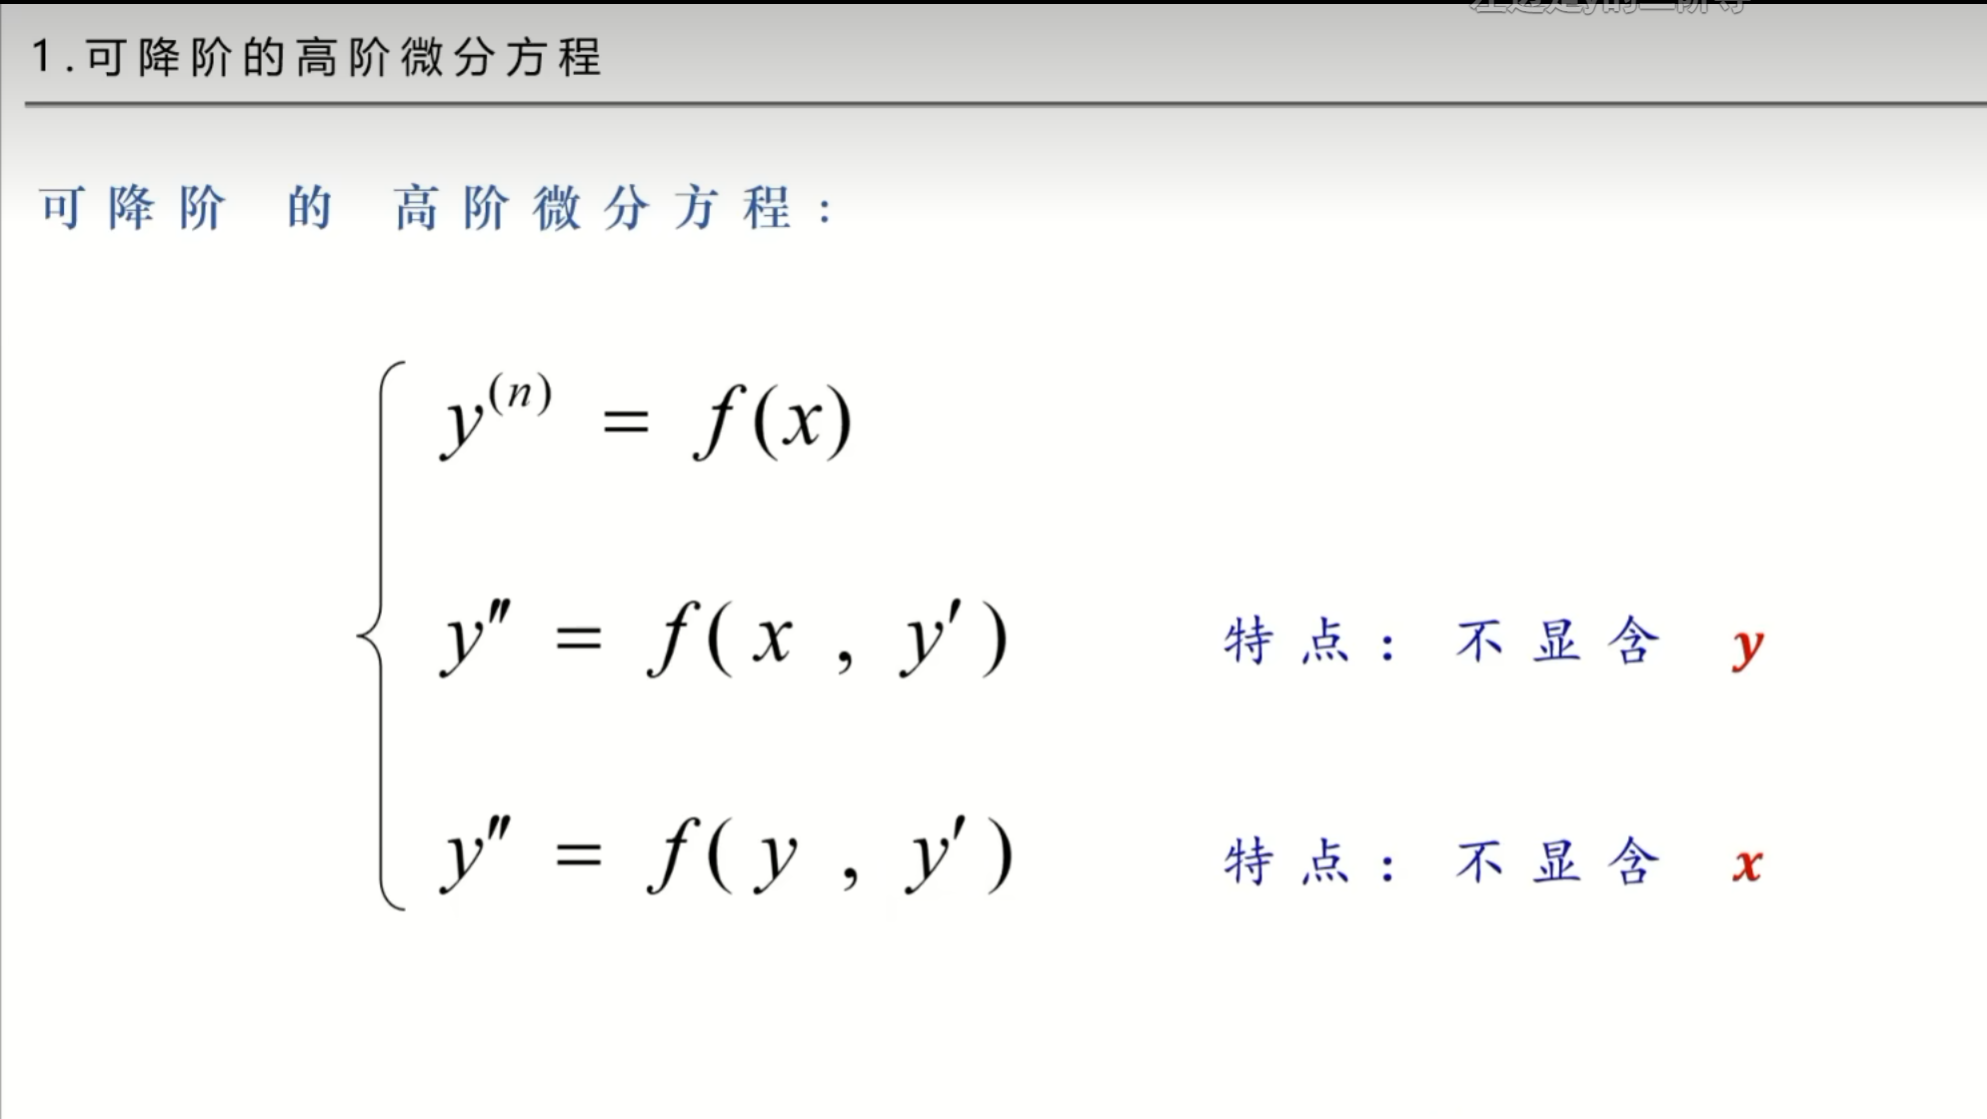 1.可降阶的高阶微分方程
可降阶 的 高阶微分方程：
y⁽ⁿ⁾ = f(x)
y″ = f( x , y′) 特点：不显含 y
y″ = f( y , y′) 特点：不显含 x